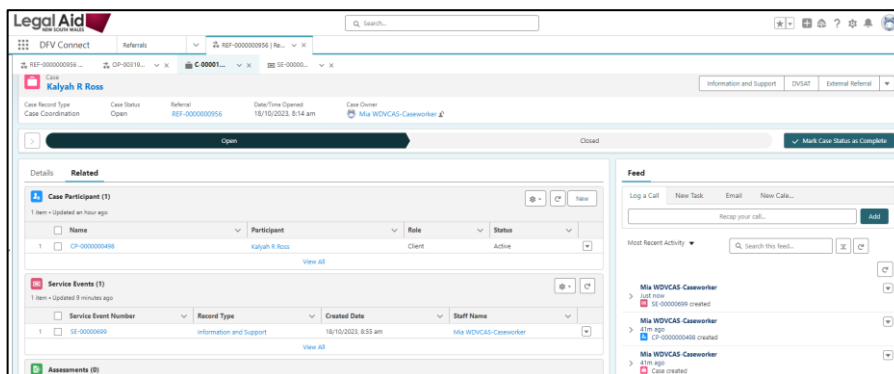 Legal Aid
NEW SOUTH WALES
Search...
DFV Connect
Referrals
REF-0000000956 | Re...
REF-0000000956 ...
OP-00319...
C-00001...
SE-00000...
Case
Kalyah R Ross
Information and Support
DVSAT
External Referral
Case Record Type
Case Status
Referral
Date/Time Opened
Case Owner
Case Coordination
Open
REF-0000000956
18/10/2023, 8:14 am
Mia WDVCAS-Caseworker
Open
Closed
Mark Case Status as Complete
Details
Related
Case Participant (1)
New
1 item • Updated an hour ago
Name
Participant
Role
Status
1
CP-0000000498
Kalyah R Ross
Client
Active
View All
Service Events (1)
1 item • Updated 9 minutes ago
Service Event Number
Record Type
Created Date
Staff Name
1
SE-00000699
Information and Support
18/10/2023, 8:55 am
Mia WDVCAS-Caseworker
View All
Assessments (0)
Feed
Log a Call
New Task
Email
New Cale...
Recap your call...
Add
Most Recent Activity
Search this feed...
Mia WDVCAS-Caseworker
Just now
SE-00000699 created
Mia WDVCAS-Caseworker
41m ago
CP-0000000498 created
Mia WDVCAS-Caseworker
41m ago
Case created